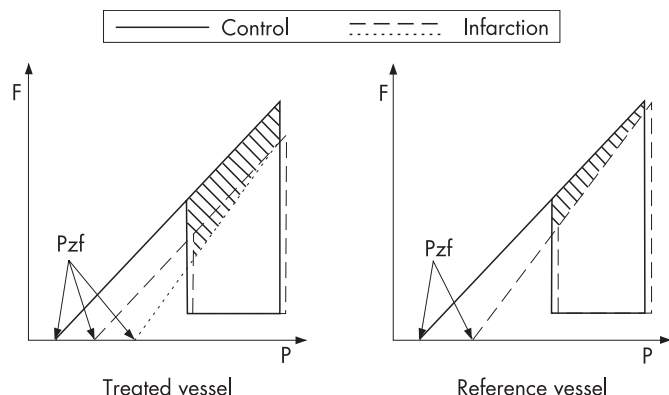 Control Infarction
F
Pzf
P
Treated vessel
F
Pzf
P
Reference vessel